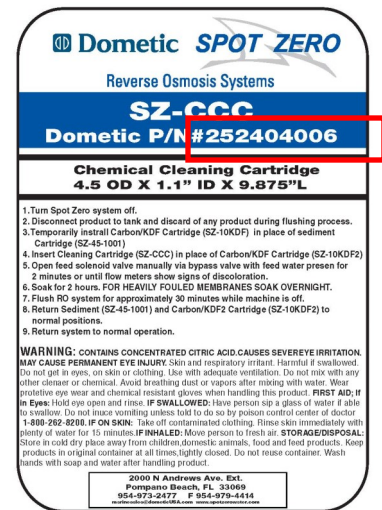 Dometic SPOT ZERO
Reverse Osmosis Systems
SZ-CCC
Dometic P/N#252404006
Chemical Cleaning Cartridge
4.5 OD X 1.1" ID X 9.875"L
1.Turn Spot Zero system off.
2. Disconnect product to tank and discard of any product during flushing process.
3.Temporarily instrall Carbon/KDF Cartridge (SZ-10KDF) in place of sediment
Cartridge (SZ-45-1001)
4. Insert Cleaning Cartridge (SZ-CCC) in place of Carbon/KDF Cartridge (SZ-10KDF2)
5. Open feed solenoid valve manually via bypass valve with feed water presen for
2 minutes or until flow meter shows signs of discoloration.
6. Soak for 2 hours. FOR HEAVILY FOULED MEMBRANES SOAK OVERNIGHT.
7. Flush RO system for approximately 30 minutes while machine is off.
8. Return Sediment (SZ-45-1001) and Carbon/KDF2 Cartridge (SZ-10KDF2) to
normal positions.
9. Return system to normal operation.
WARNING: CONTAINS CONCENTRATED CITRIC ACID.CAUSES SEVEREYE IRRITATION.
MAY CAUSE PERMANENT EYE INJURY. Skin and respiratory irritant. Harmful if swallowed.
Do not get in eyes, on skin or clothing. Use with adequate ventilation. Do not mix with any
other clenaer or chemical. Avoid breathing dust or vapors after mixing with water. Wear
protetive eye wear and chemical resistant gloves when handling this product. FIRST AID; If
in Eyes: Hold eye open and rinse. IF SWALLOWED: Have person sip a glass of water if able
to swallow. Do not inuce vomiting unless told to do so by poison control center of doctor
1-800-262-8200. IF ON SKIN: Take off contaminated clothing. Rinse skin immediately with
plenty of water for 15 minutes.IF INHALED: Move person to fresh air. STORAGE/DISPOSAL:
Store in cold dry place away from children,domestic animals, food and feed products. Keep
products in original container at all times,tightly closed. Do not reuse container. Wash
hands with soap and water after handling product.
2000 N Andrews Ave. Ext.
Pompano Beach, FL 33069
954-973-2477 F 954-979-4414